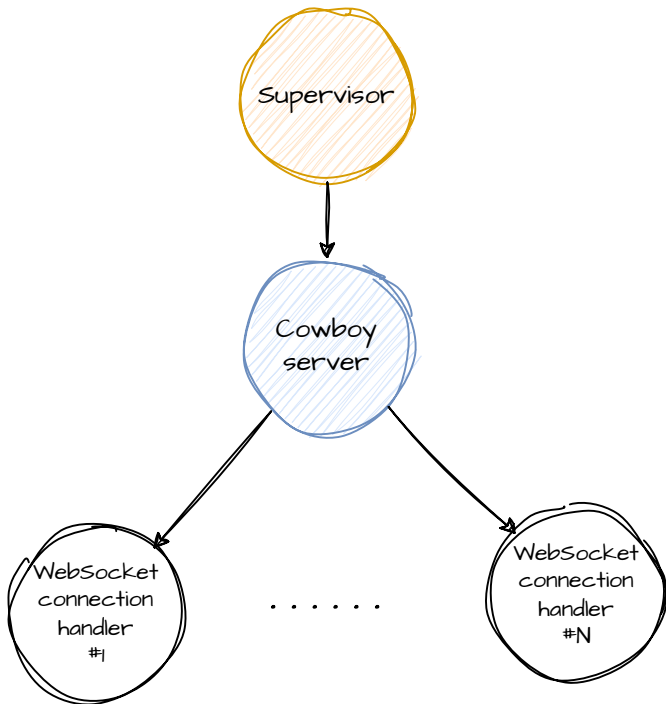 Supervisor
Cowboy
server
WebSocket
connection
handler
#1
......
WebSocket
connection
handler
#N